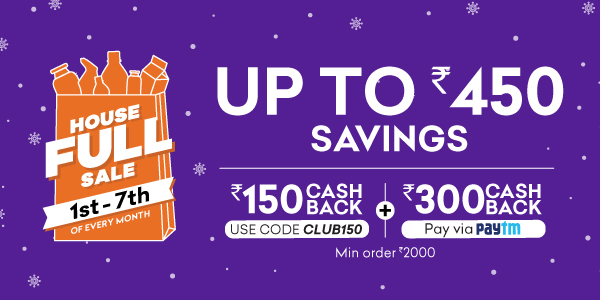 HOUSE
FULL
SALE
1st - 7th
OF EVERY MONTH
UP TO ₹450
SAVINGS
₹150 CASH BACK
USE CODE CLUB150
+
₹300 CASH BACK
Pay via paytm
Min order ₹2000